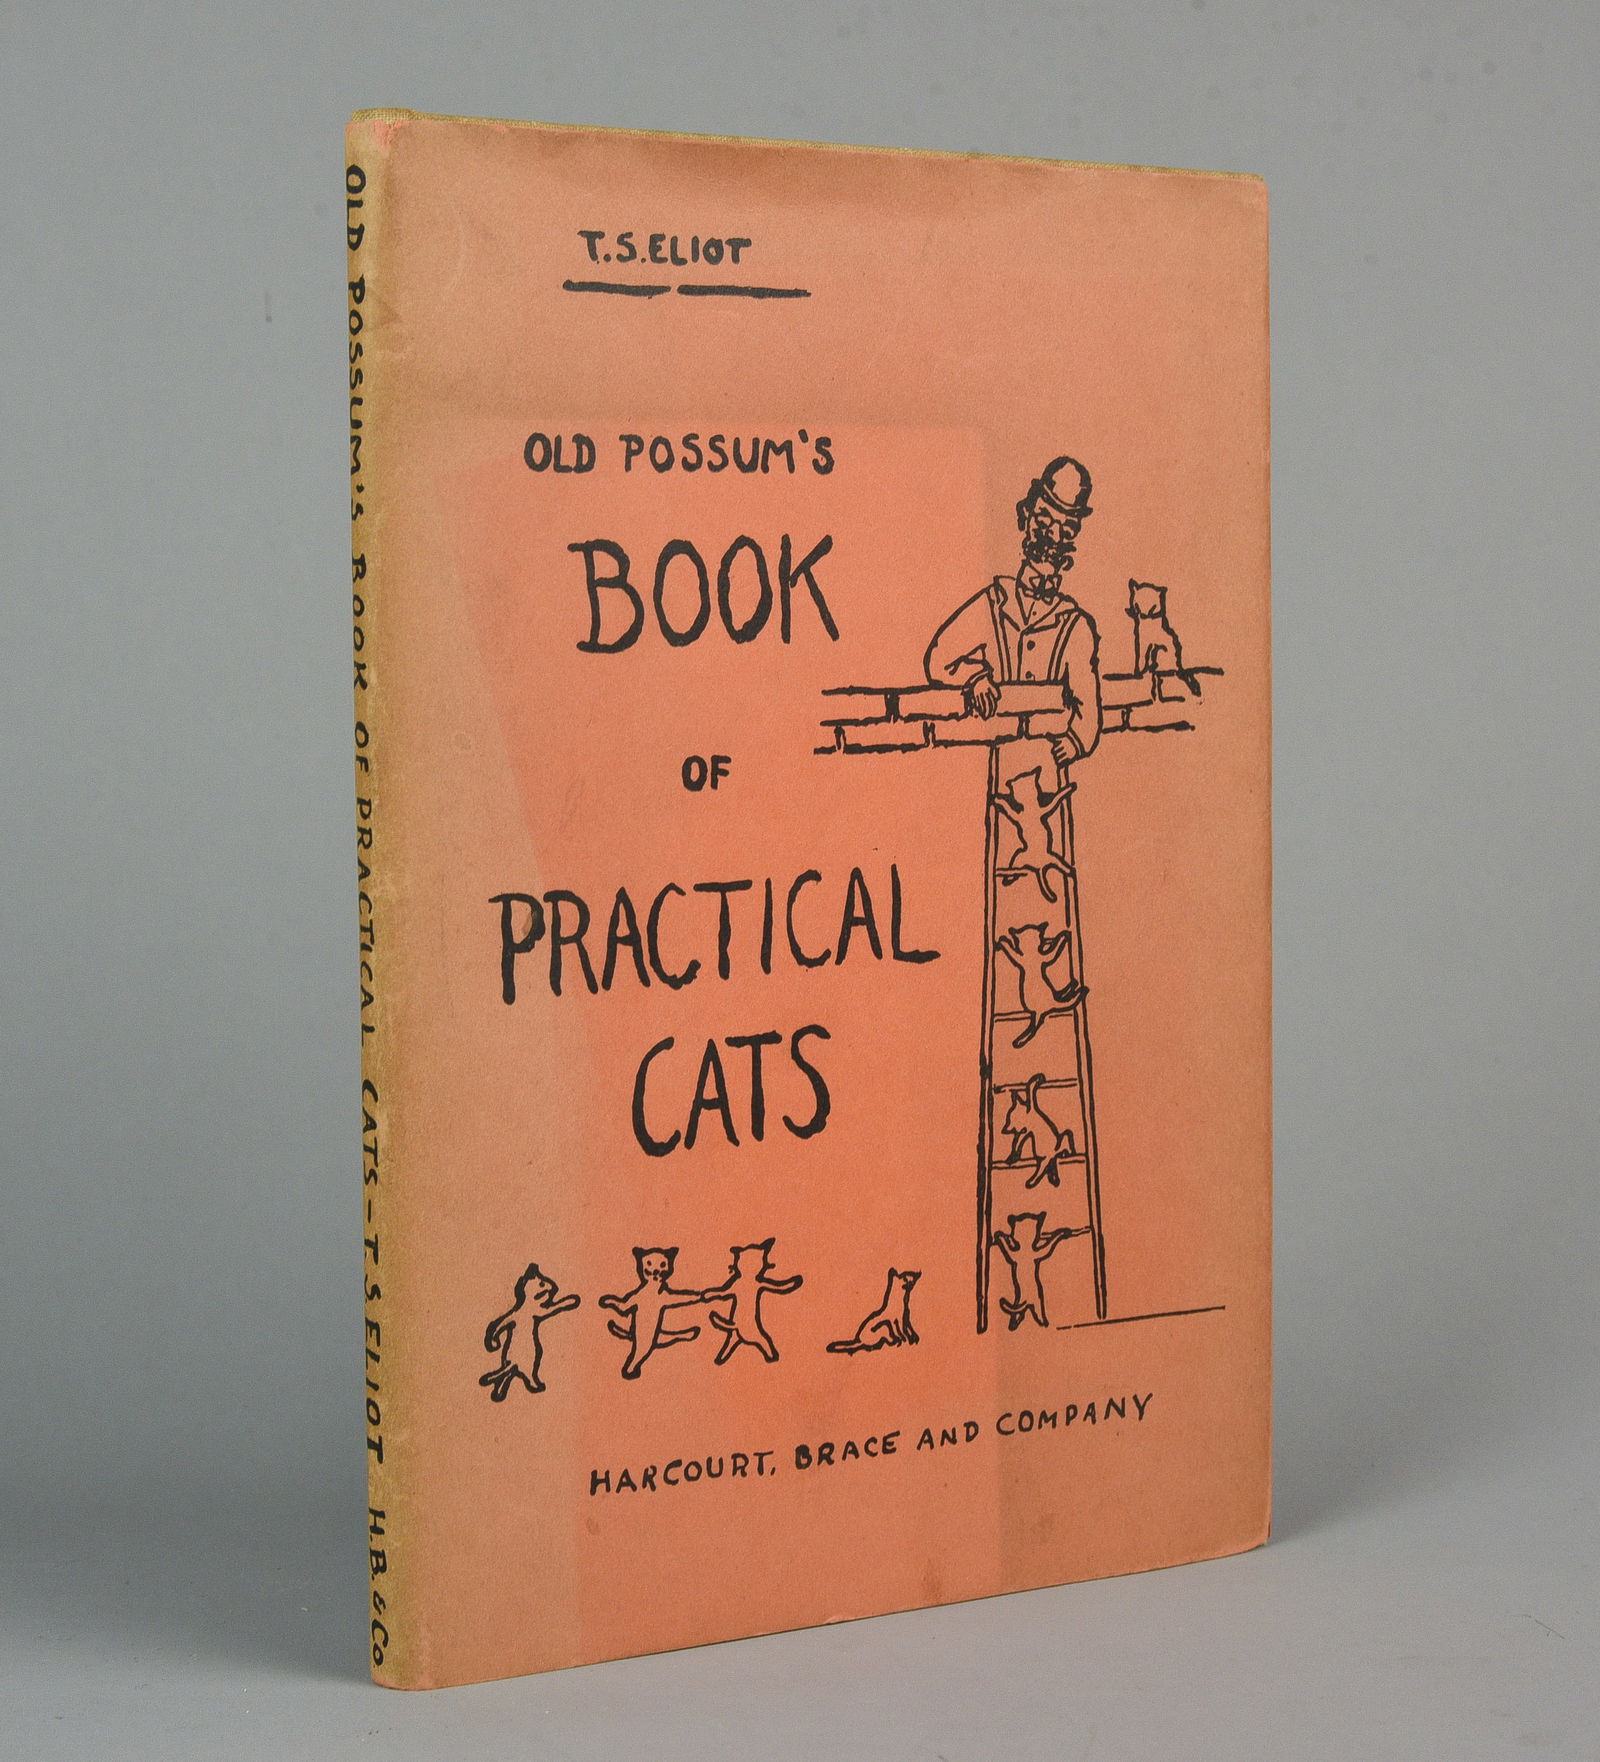 OLD POSSUM'S BOOK OF PRACTICAL CATS - T.S ELIOT H.B. & Co
T.S. ELIOT
OLD POSSUM'S
BOOK
OF
PRACTICAL
CATS
HARCOURT, BRACE AND COMPANY